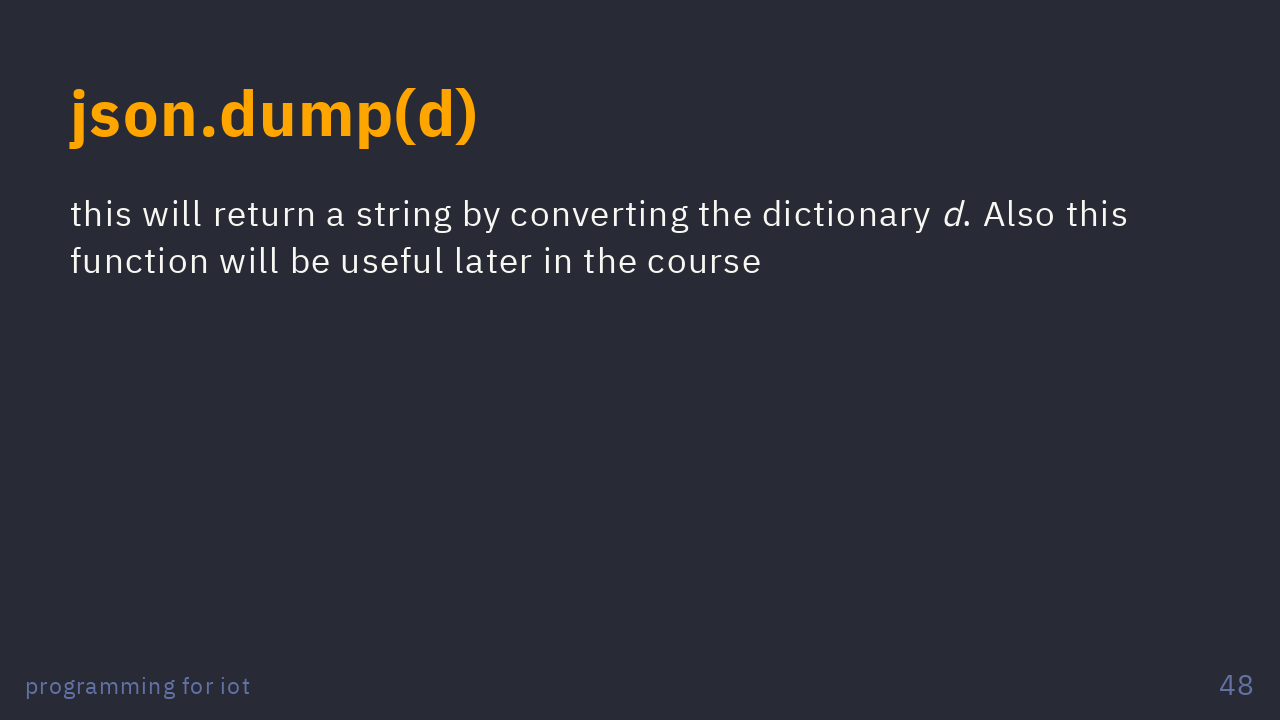 json.dump(d)
this will return a string by converting the dictionary d. Also this
function will be useful later in the course
programming for iot
48